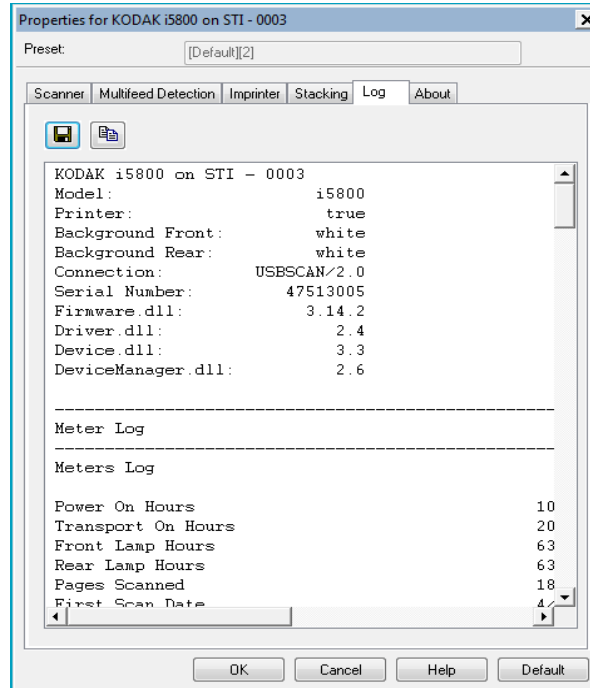 Properties for KODAK i5800 on STI - 0003
Preset: [Default][2]
Scanner Multifeed Detection Imprinter Stacking Log About
KODAK i5800 on STI - 0003
Model: i5800
Printer: true
Background Front: white
Background Rear: white
Connection: USBSCAN/2.0
Serial Number: 47513005
Firmware.dll: 3.14.2
Driver.dll: 2.4
Device.dll: 3.3
DeviceManager.dll: 2.6
Meter Log
Meters Log
Power On Hours 10
Transport On Hours 20
Front Lamp Hours 63
Rear Lamp Hours 63
Pages Scanned 18
First Scan Date 4/
OK Cancel Help Default